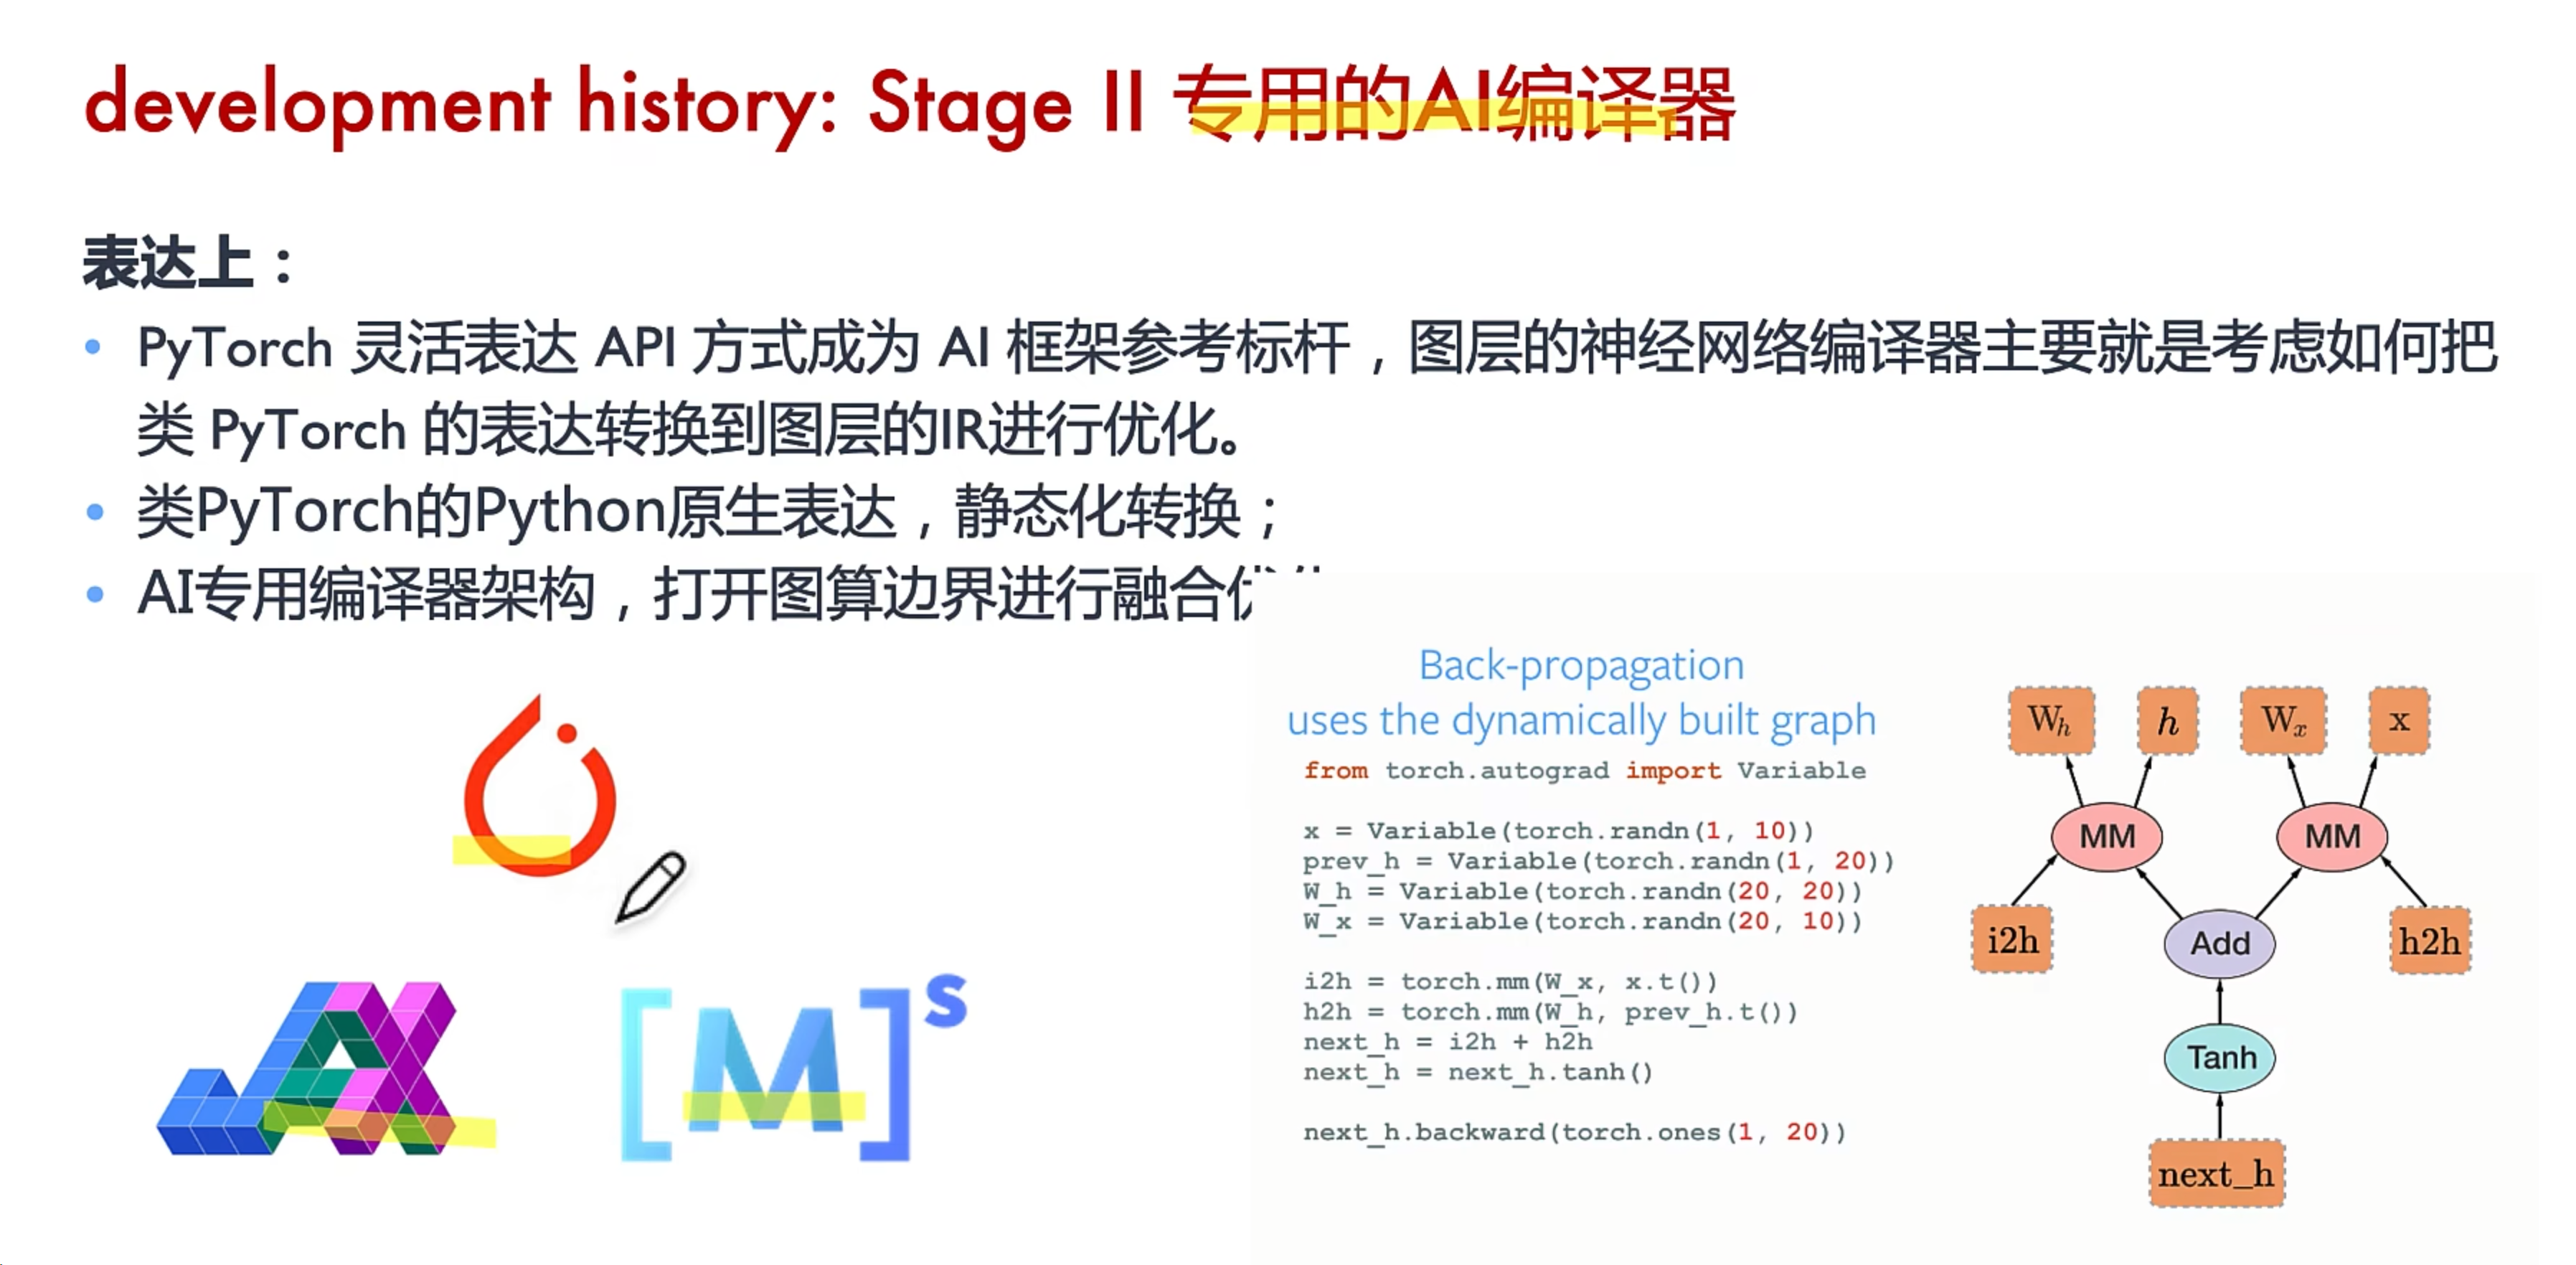 development history: Stage II 专用的AI编译器
表达上：
• PyTorch 灵活表达 API 方式成为 AI 框架参考标杆，图层的神经网络编译器主要就是考虑如何把
类 PyTorch 的表达转换到图层的IR进行优化。
• 类PyTorch的Python原生表达，静态化转换；
• AI专用编译器架构，打开图算边界进行融合
Back-propagation
uses the dynamically built graph
from torch.autograd import Variable
x = Variable(torch.randn(1, 10))
prev_h = Variable(torch.randn(1, 20))
W_h = Variable(torch.randn(20, 20))
W_x = Variable(torch.randn(20, 10))
i2h = torch.mm(W_x, x.t())
h2h = torch.mm(W_h, prev_h.t())
next_h = i2h + h2h
next_h = next_h.tanh()
next_h.backward(torch.ones(1, 20))
W_h h W_x x
MM MM
i2h Add h2h
Tanh
next_h
JAX
[M]^s